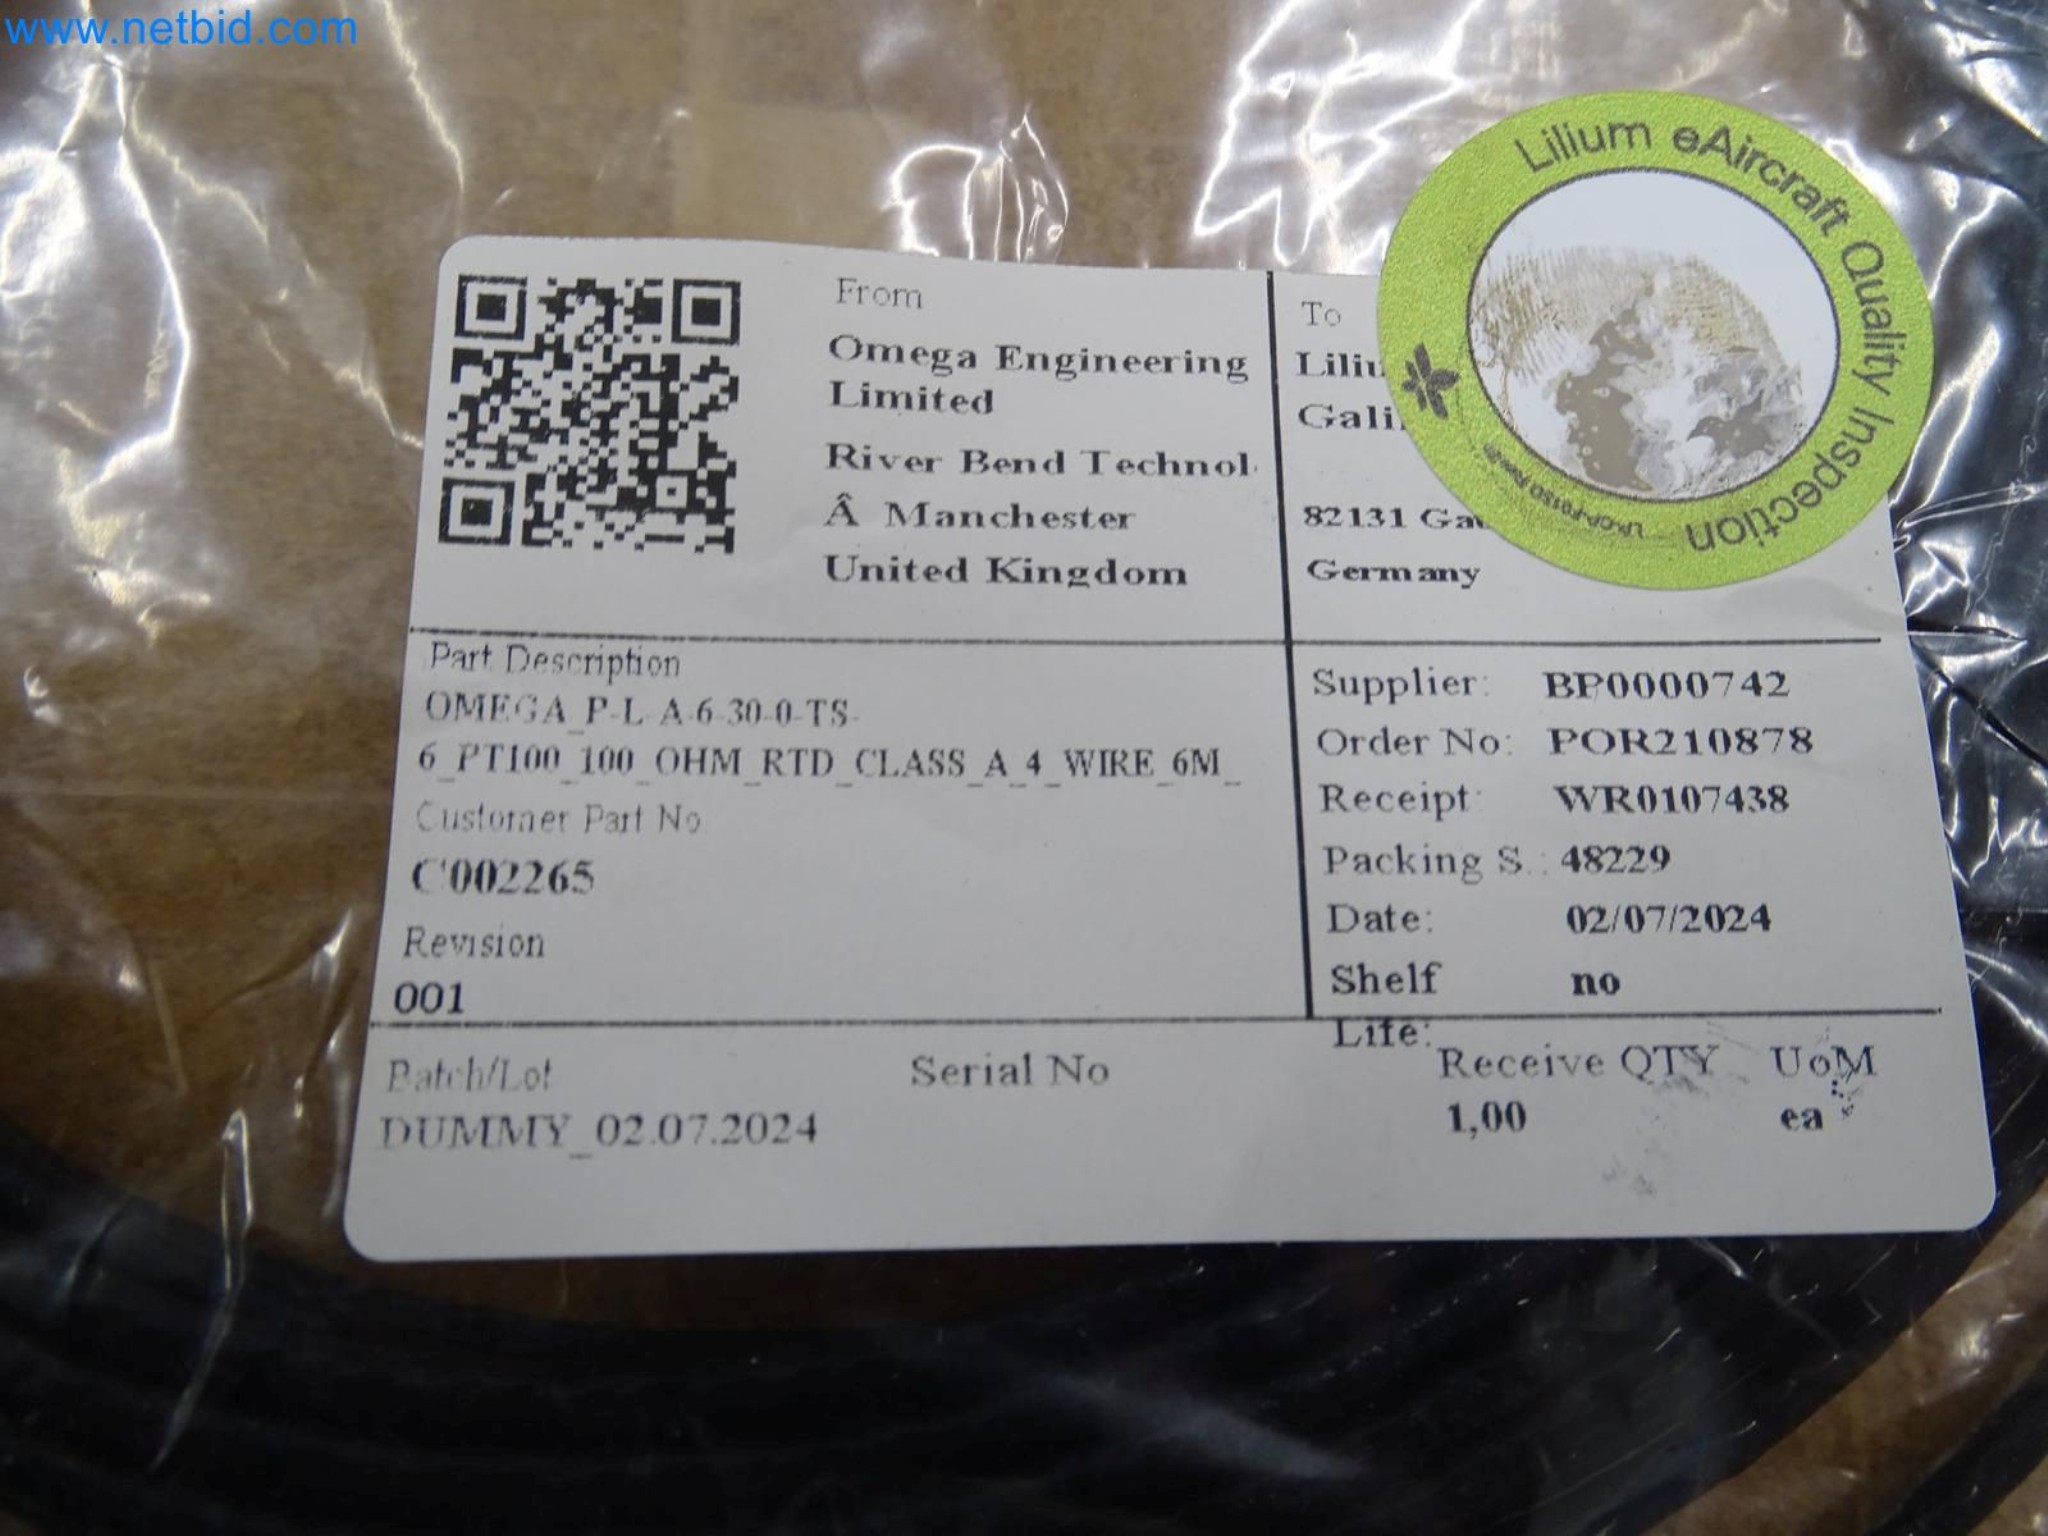 www.netbid.com
Lilium eAircraft Quality Inspection
From
Omega Engineering
Limited
River Bend Technol
Â Manchester
United Kingdom
To
82131
Germany
Part Description
OMEGA_P-L-A-6-30-0-TS-
6_PT100_100_OHM_RTD_CLASS_A_4_WIRE_6M_
Customer Part No
C002265
Revision
001
Supplier: BP0000742
Order No: POR210878
Receipt: WR0107438
Packing S.: 48229
Date: 02/07/2024
Shelf no
Life:
Batch/Lot
DUMMY_02.07.2024
Serial No
Receive QTY UoM
1,00 ea